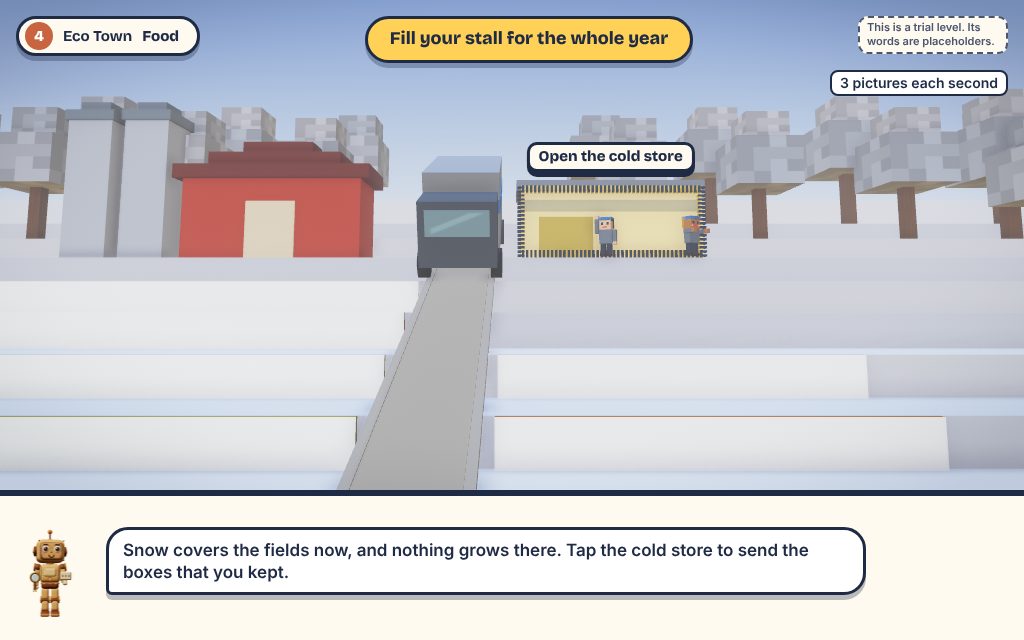 4 Eco Town Food
Fill your stall for the whole year
This is a trial level. Its
words are placeholders.
3 pictures each second
Open the cold store
Snow covers the fields now, and nothing grows there. Tap the cold store to send the
boxes that you kept.